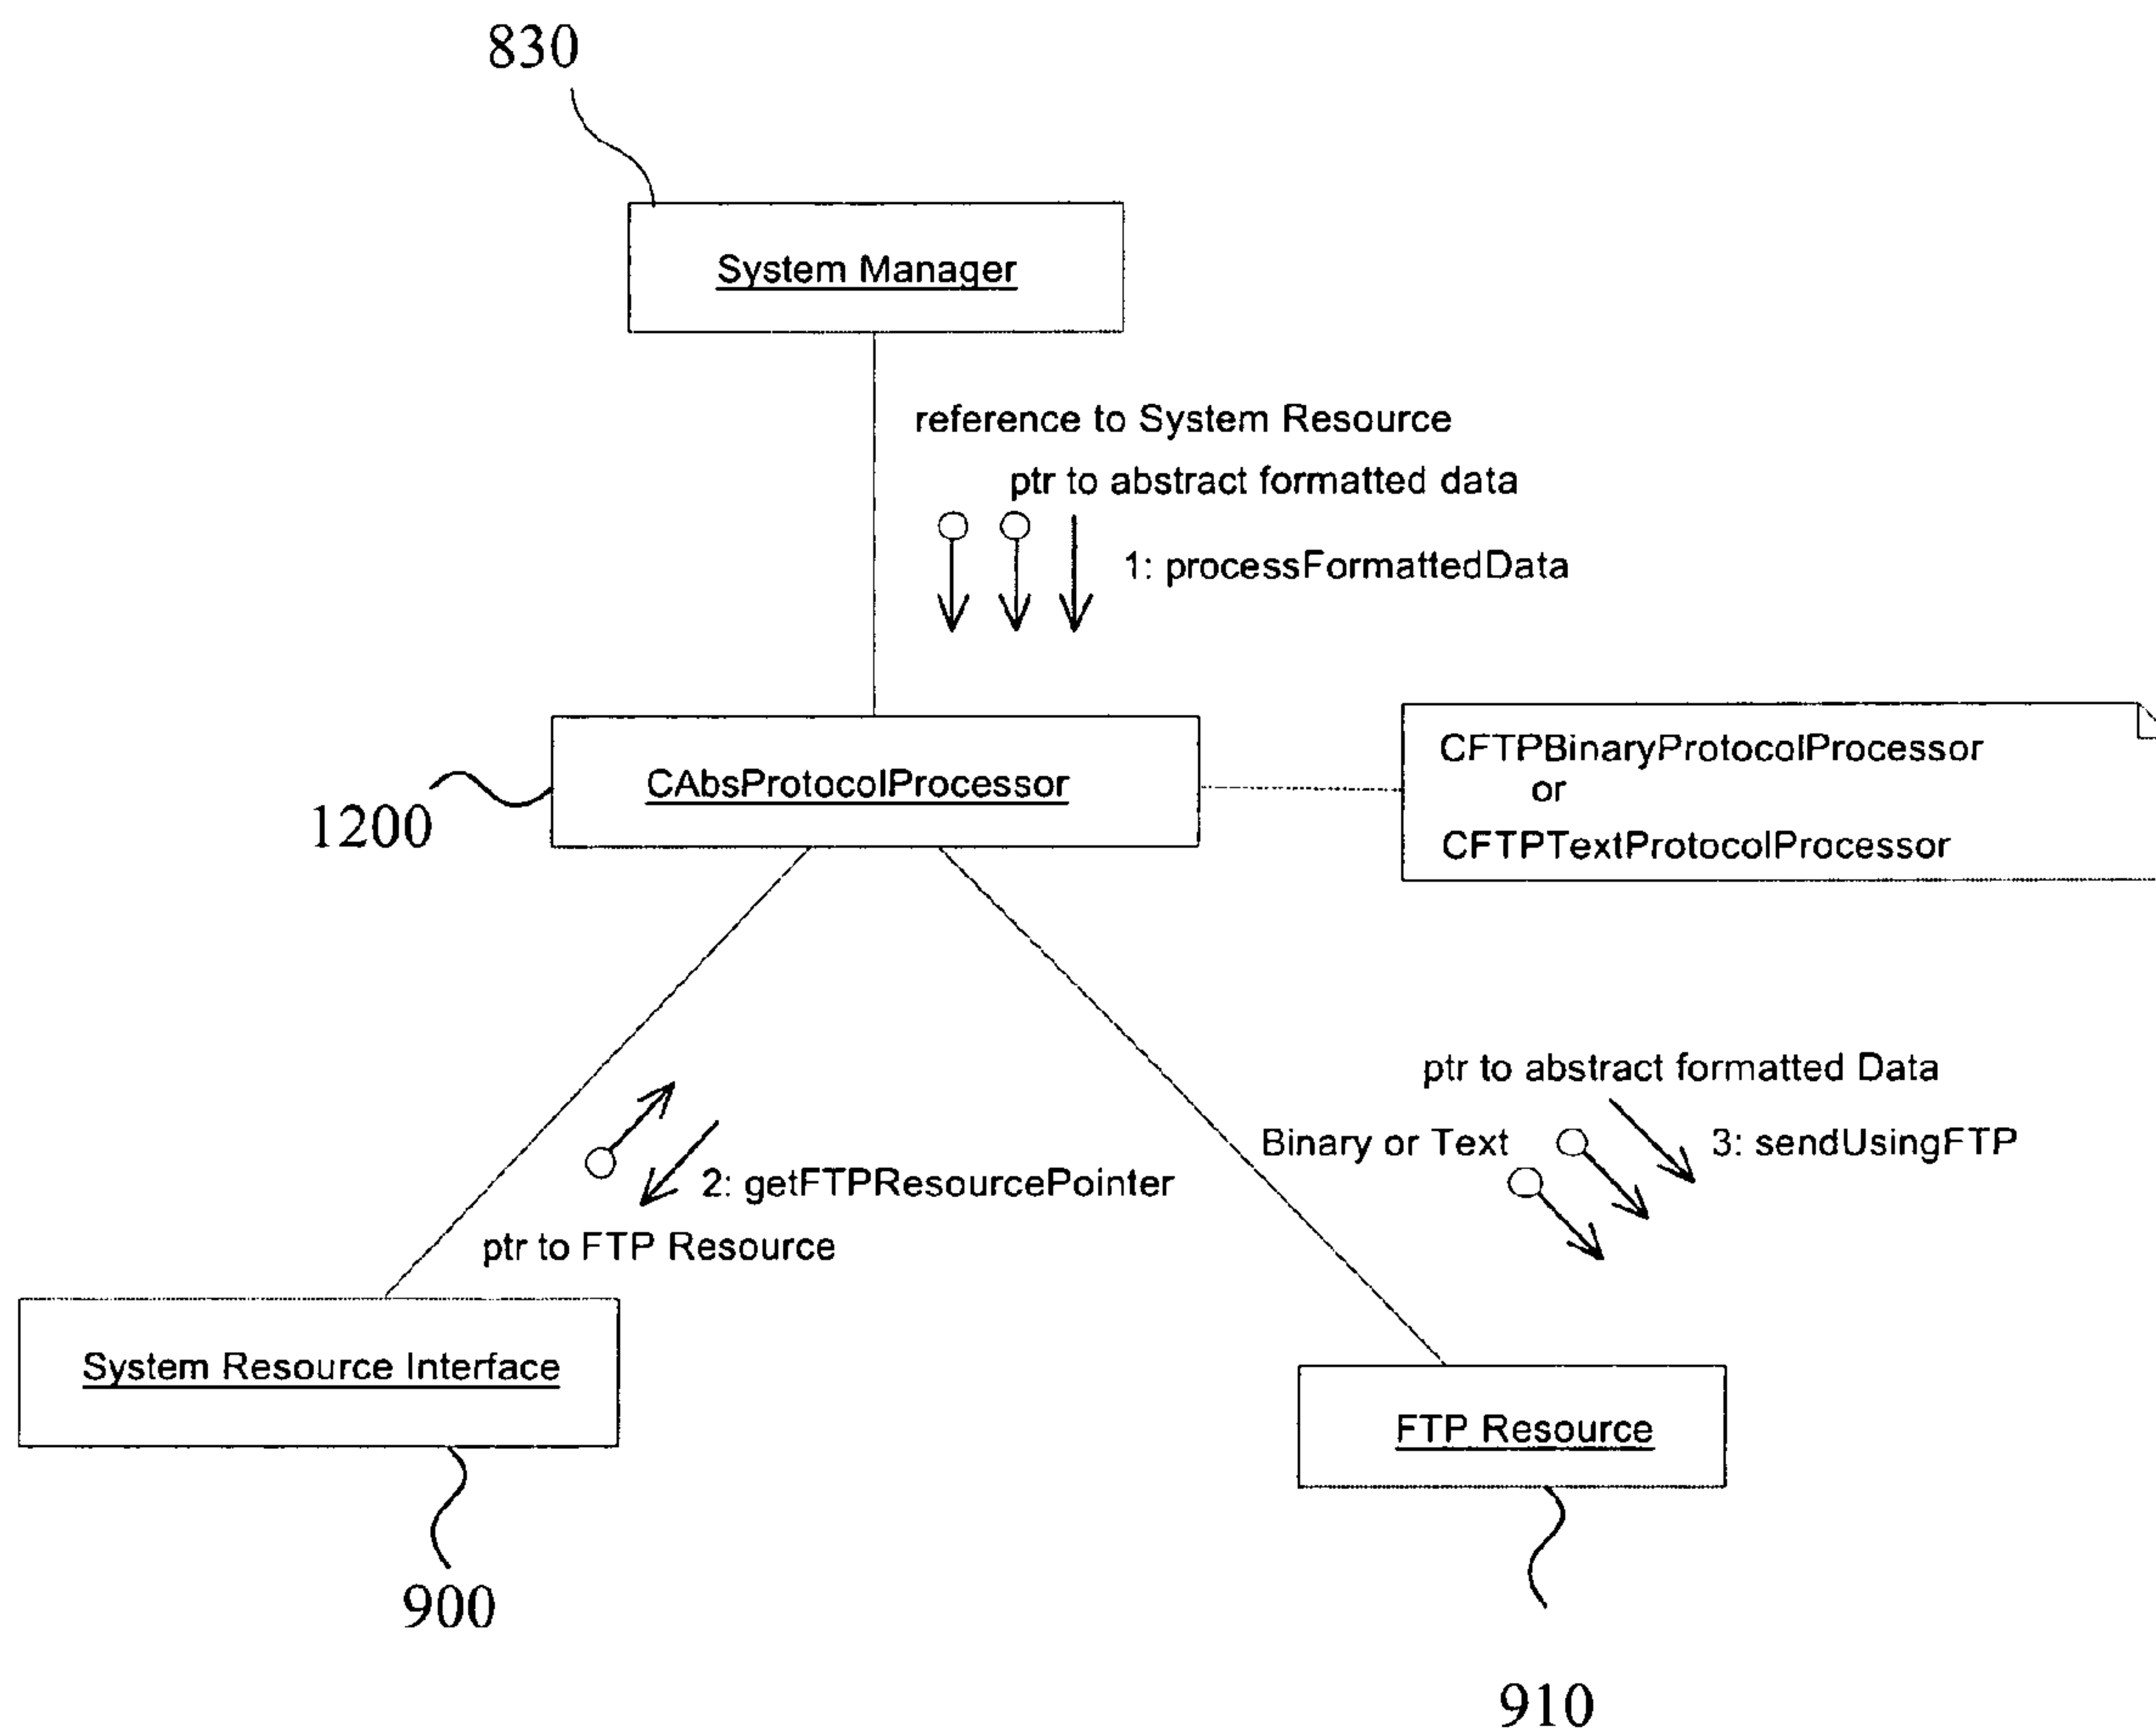 830
System Manager
reference to System Resource
ptr to abstract formatted data
1: processFormattedData
CAbsProtocolProcessor
1200
CFTPBinaryProtocolProcessor
or
CFTPTextProtocolProcessor
ptr to abstract formatted Data
Binary or Text
3: sendUsingFTP
2: getFTPResourcePointer
ptr to FTP Resource
System Resource Interface
FTP Resource
900
910